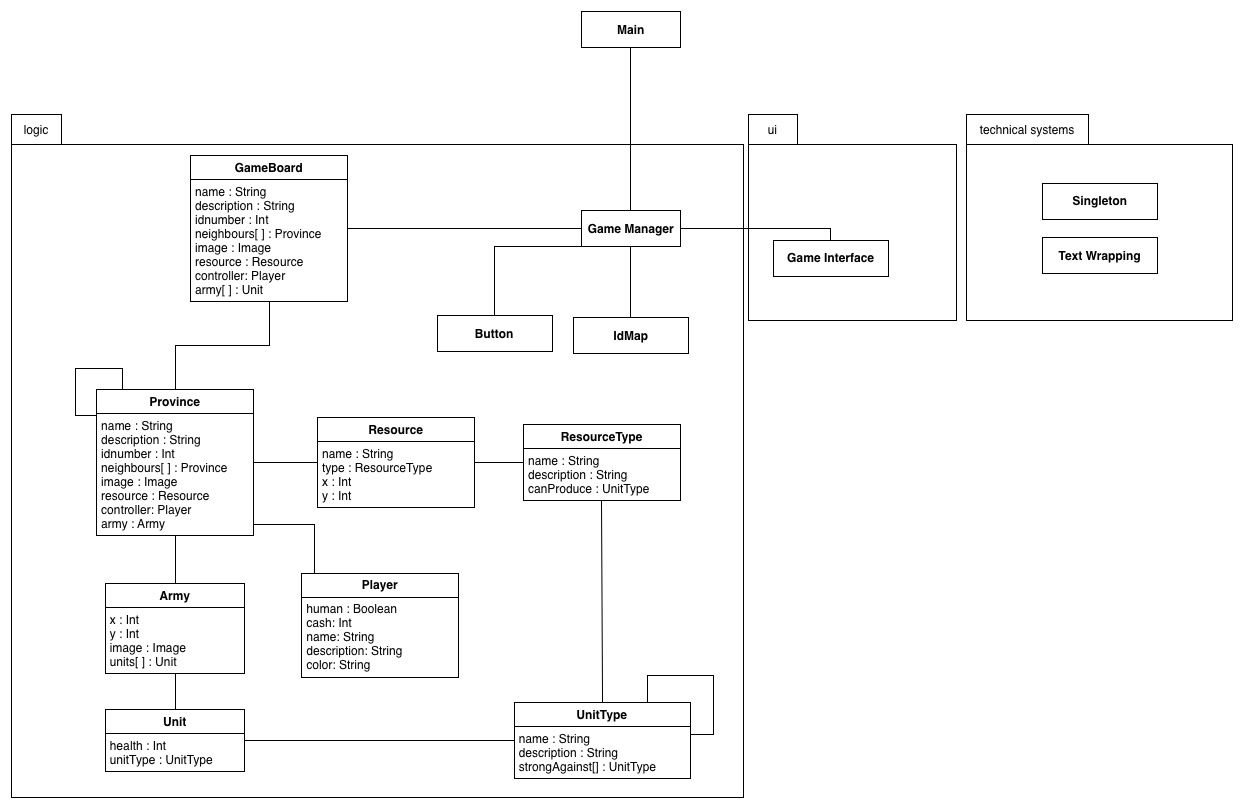 Main
logic
ui
technical systems
GameBoard
name : String
description : String
idnumber : Int
neighbours[ ] : Province
image : Image
resource : Resource
controller: Player
army[ ] : Unit
Game Manager
Game Interface
Singleton
Text Wrapping
Button
IdMap
Province
name : String
description : String
idnumber : Int
neighbours[ ] : Province
image : Image
resource : Resource
controller: Player
army : Army
Resource
name : String
type : ResourceType
x : Int
y : Int
ResourceType
name : String
description : String
canProduce : UnitType
Army
x : Int
y : Int
image : Image
units[ ] : Unit
Player
human : Boolean
cash: Int
name: String
description: String
color: String
Unit
health : Int
unitType : UnitType
UnitType
name : String
description : String
strongAgainst[] : UnitType